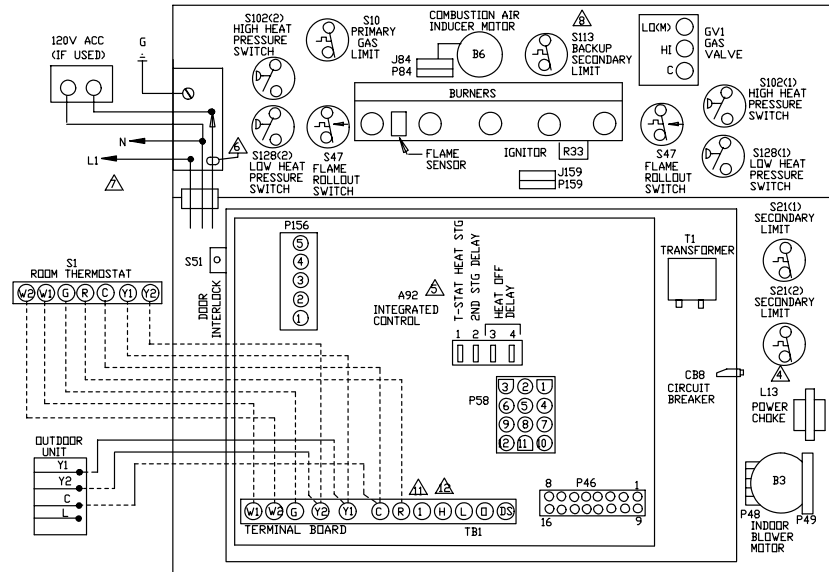 S102(2)
HIGH HEAT
PRESSURE
SWITCH
S10
PRIMARY
GAS
LIMIT
COMBUSTION AIR
INDUCER MOTOR
B6
J84
P84
8
S113
BACKUP
SECONDARY
LIMIT
LO(M)
HI
C
GV1
GAS
VALVE
120V ACC
(IF USED)
G
N
L1
7
6
S128(2)
LOW HEAT
PRESSURE
SWITCH
S47
FLAME
ROLLOUT
SWITCH
BURNERS
FLAME
SENSOR
IGNITOR
R33
J159
P159
S47
FLAME
ROLLOUT
SWITCH
S102(1)
HIGH HEAT
PRESSURE
SWITCH
S128(1)
LOW HEAT
PRESSURE
SWITCH
S1
ROOM THERMOSTAT
W2 W1 G R C Y1 Y2
S51
DOOR
INTERLOCK
P156
5
4
3
2
1
A92
INTEGRATED
CONTROL
5
T-STAT HEAT STG
2ND STG DELAY
HEAT OFF
DELAY
1 2 3 4
P58
3 2 1
6 5 4
9 8 7
12 11 10
T1
TRANSFORMER
S21(1)
SECONDARY
LIMIT
S21(2)
SECONDARY
LIMIT
4
CB8
CIRCUIT
BREAKER
L13
POWER
CHOKE
OUTDOOR
UNIT
Y1
Y2
C
L
11 12
W1 W2 G Y2 Y1 C R 1 H L O DS
TERMINAL BOARD
TB1
8 P46 1
16 9
B3
P48
P49
INDOOR
BLOWER
MOTOR